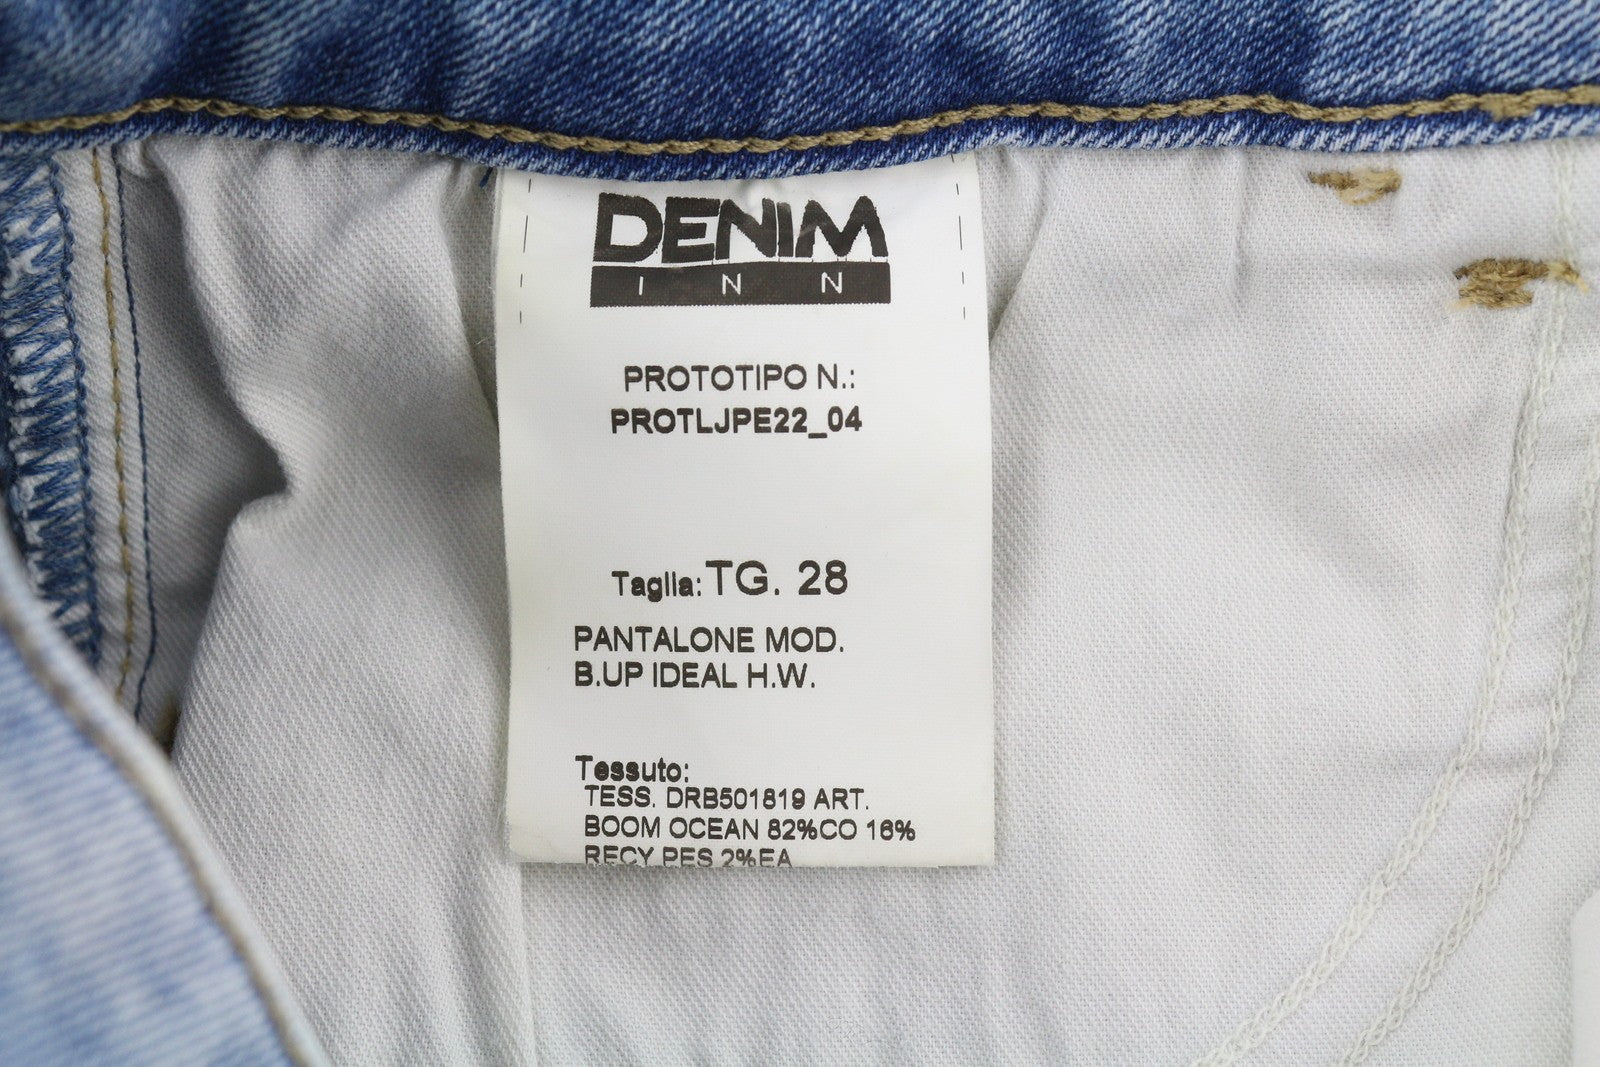 DENIM
INN
PROTOTIPO N.:
PROTLJPE22_04
Taglia: TG. 28
PANTALONE MOD.
B.UP IDEAL H.W.
Tessuto:
TESS. DRB501819 ART.
BOOM OCEAN 82%CO 16%
RECY PES 2%EA